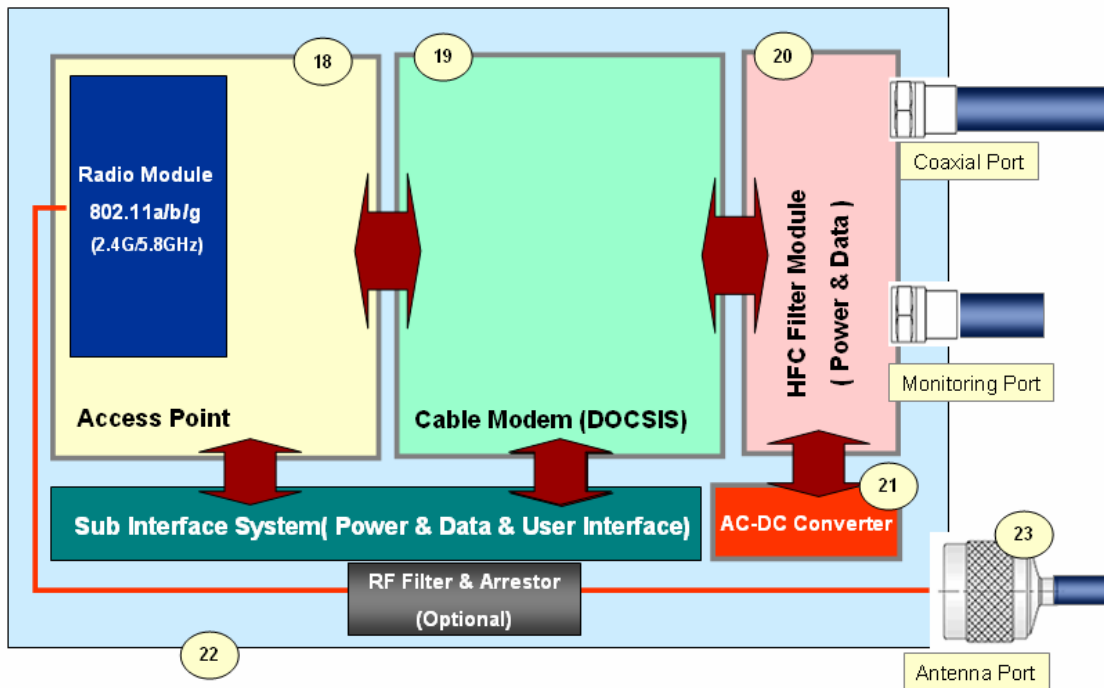 18
19
20
Radio Module
802.11a/b/g
(2.4G/5.8GHz)
Access Point
Cable Modem (DOCSIS)
HFC Filter Module
( Power & Data )
Coaxial Port
Monitoring Port
Sub Interface System( Power & Data & User Interface)
21
AC-DC Converter
RF Filter & Arrestor
(Optional)
22
23
Antenna Port